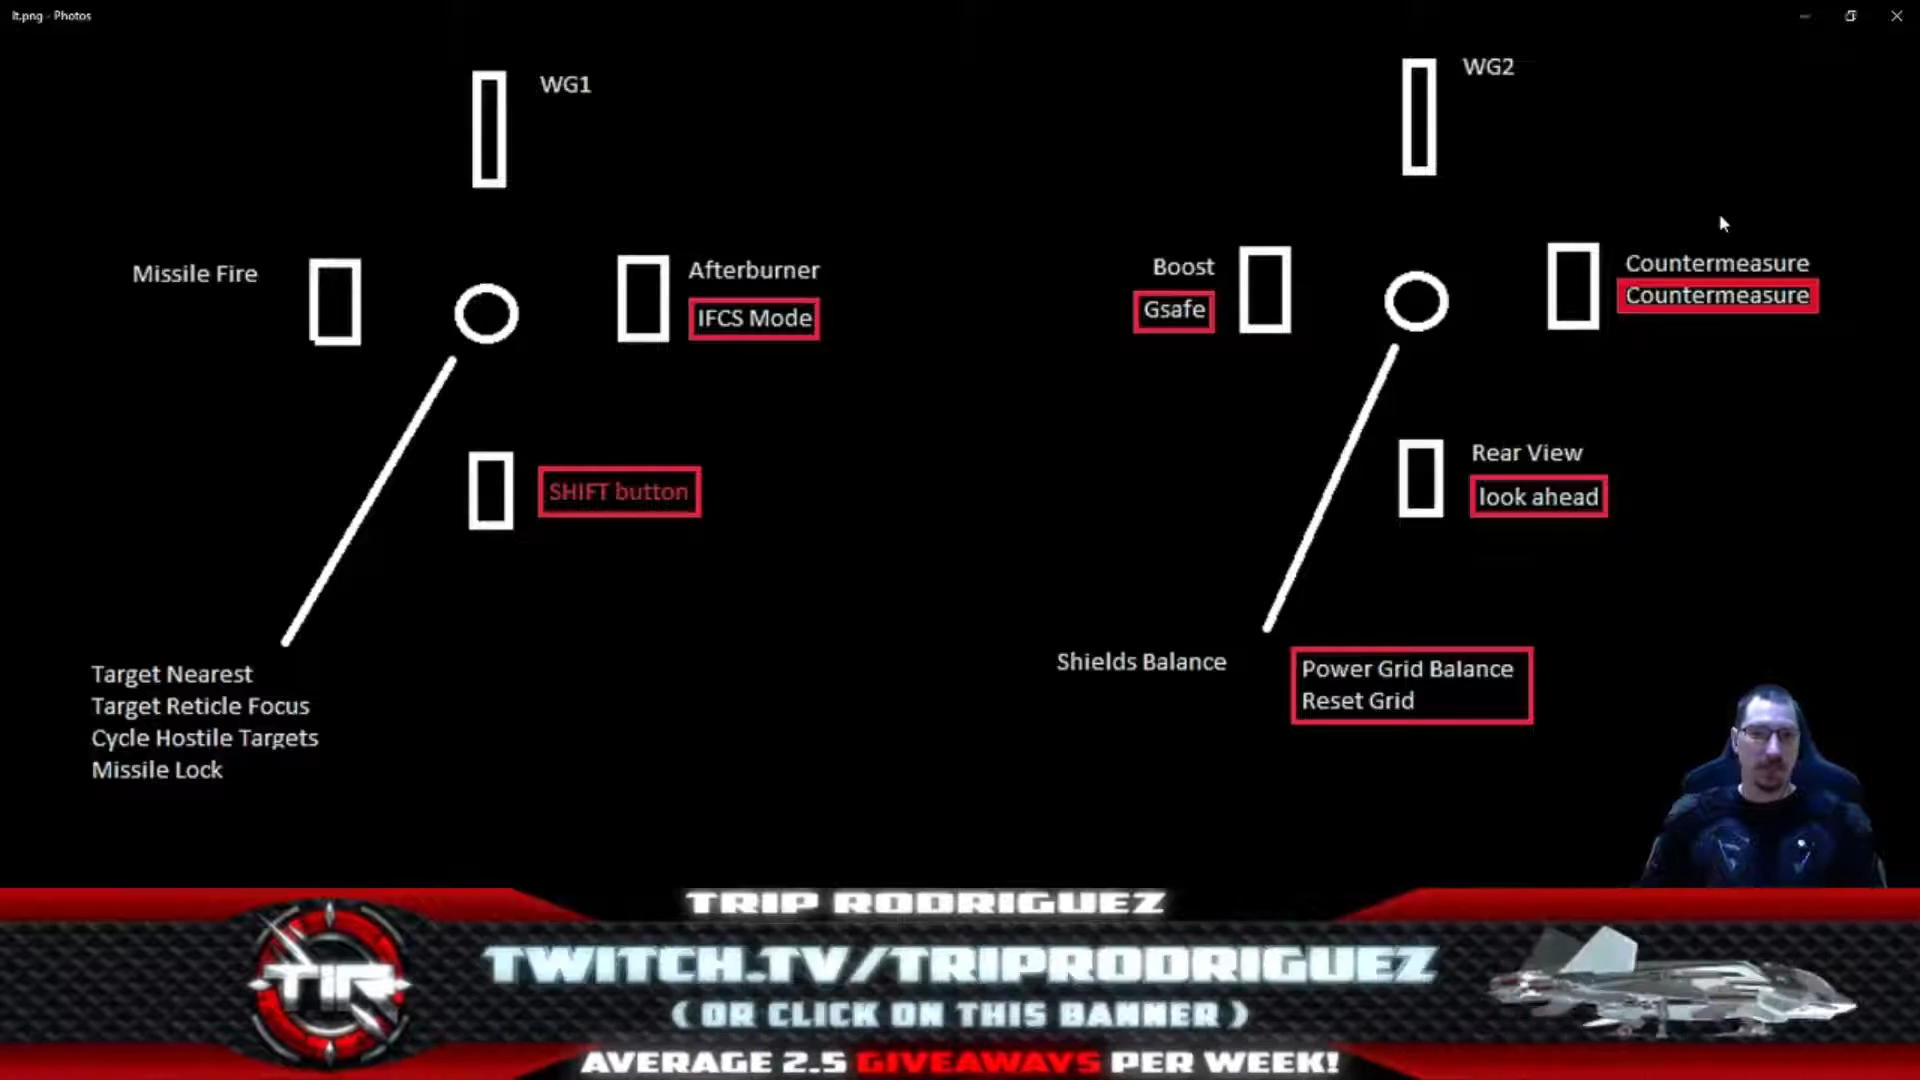 lt.png - Photos
WG1
WG2
Missile Fire
Afterburner
IFCS Mode
Boost
Gsafe
Countermeasure
Countermeasure
SHIFT button
Rear View
look ahead
Target Nearest
Target Reticle Focus
Cycle Hostile Targets
Missile Lock
Shields Balance
Power Grid Balance
Reset Grid
TRIP RODRIGUEZ
TWITCH.TV/TRIPRODRIGUEZ
( OR CLICK ON THIS BANNER )
AVERAGE 2.5 GIVEAWAYS PER WEEK!
TIR